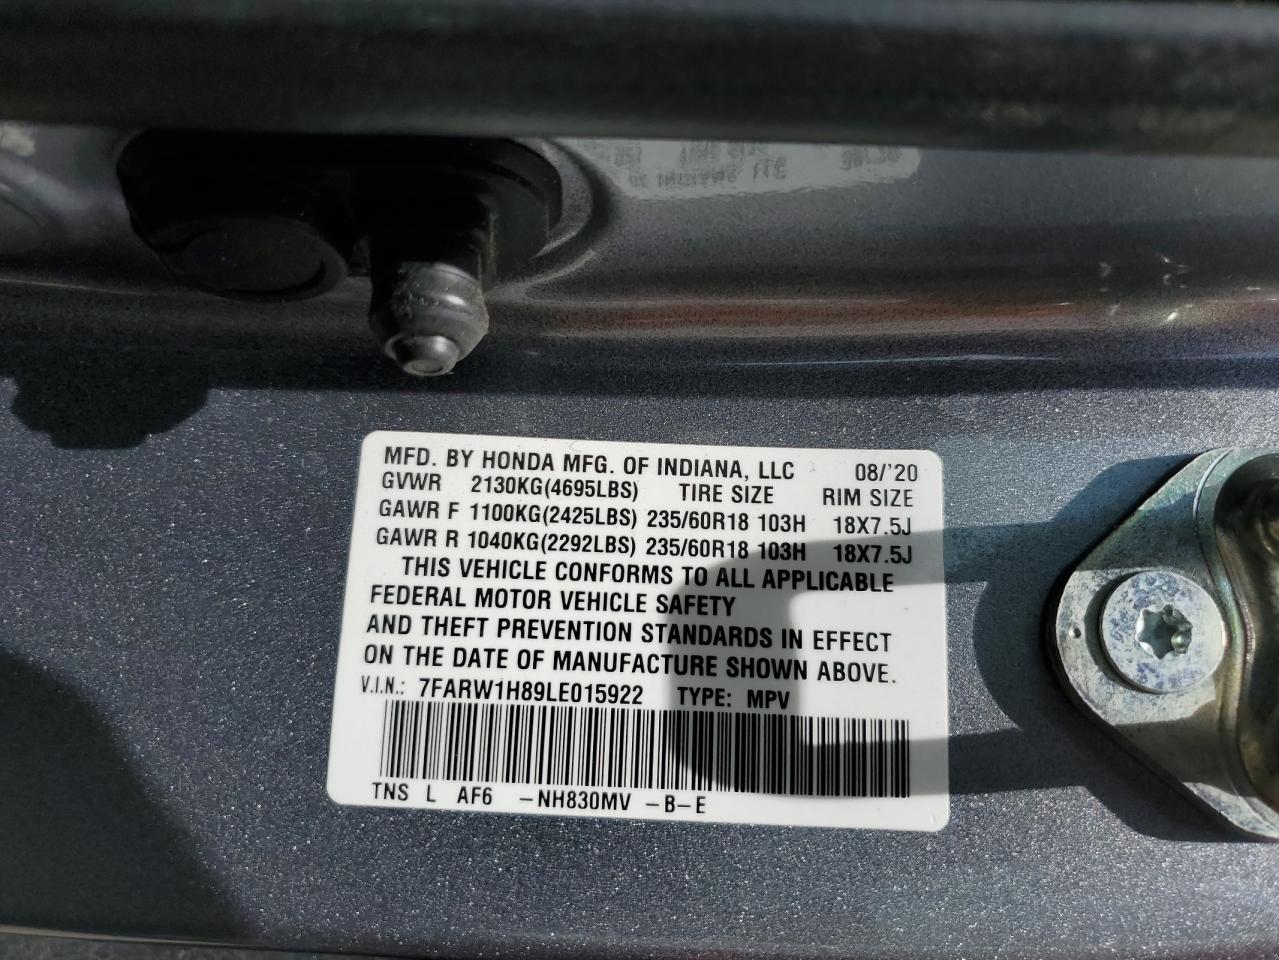 MFD. BY HONDA MFG. OF INDIANA, LLC 08/'20
GVWR 2130KG(4695LBS) TIRE SIZE RIM SIZE
GAWR F 1100KG(2425LBS) 235/60R18 103H 18X7.5J
GAWR R 1040KG(2292LBS) 235/60R18 103H 18X7.5J
THIS VEHICLE CONFORMS TO ALL APPLICABLE
FEDERAL MOTOR VEHICLE SAFETY
AND THEFT PREVENTION STANDARDS IN EFFECT
ON THE DATE OF MANUFACTURE SHOWN ABOVE.
V.I.N.: 7FARW1H89LE015922 TYPE: MPV
TNS L AF6 -NH830MV -B-E